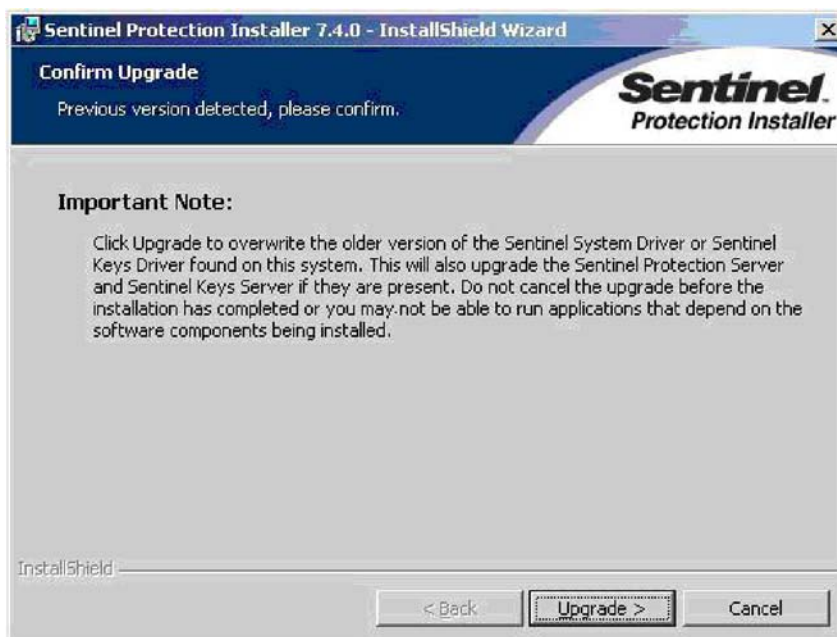 Sentinel Protection Installer 7.4.0 - InstallShield Wizard
Confirm Upgrade
Previous version detected, please confirm.
Sentinel.
Protection Installer
Important Note:
Click Upgrade to overwrite the older version of the Sentinel System Driver or Sentinel
Keys Driver found on this system. This will also upgrade the Sentinel Protection Server
and Sentinel Keys Server if they are present. Do not cancel the upgrade before the
installation has completed or you may not be able to run applications that depend on the
software components being installed.
InstallShield
< Back
Upgrade >
Cancel